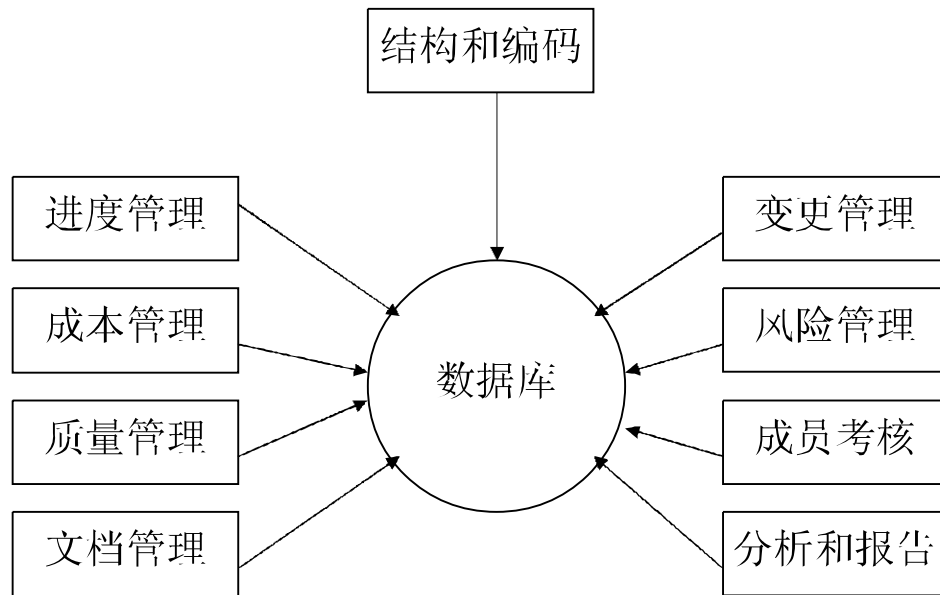 结构和编码
进度管理
变更管理
成本管理
风险管理
数据库
质量管理
成员考核
文档管理
分析和报告